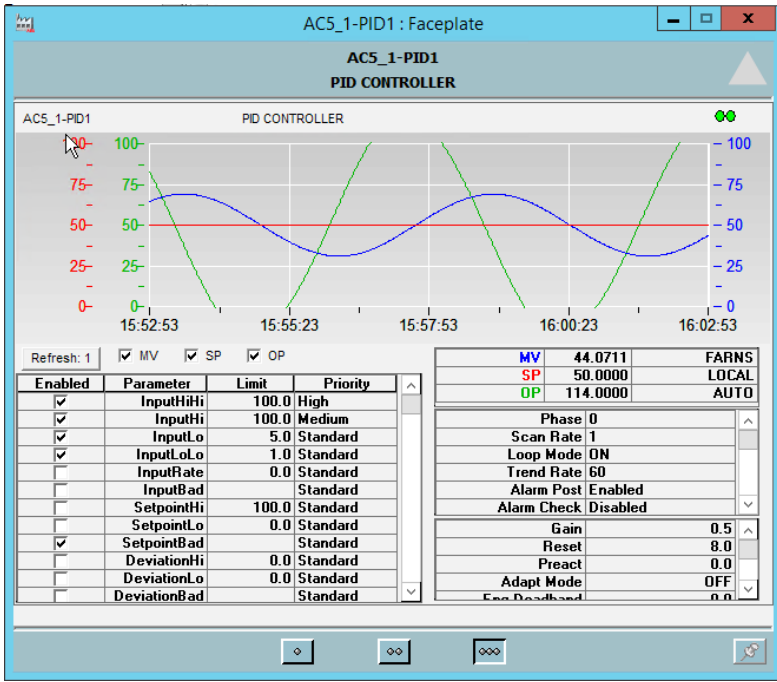 AC5_1-PID1 : Faceplate
AC5_1-PID1
PID CONTROLLER
AC5_1-PID1 PID CONTROLLER
100 100 100
75 75 75
50 50 50
25 25 25
0 0 0
15:52:53 15:55:23 15:57:53 16:00:23 16:02:53
Refresh: 1 MV SP OP
MV 44.0711 FARNS
SP 50.0000 LOCAL
OP 114.0000 AUTO
Enabled Parameter Limit Priority
InputHiHi 100.0 High
InputHi 100.0 Medium
InputLo 5.0 Standard
InputLoLo 1.0 Standard
InputRate 0.0 Standard
InputBad Standard
SetpointHi 100.0 Standard
SetpointLo 0.0 Standard
SetpointBad Standard
DeviationHi 0.0 Standard
DeviationLo 0.0 Standard
DeviationBad Standard
Phase 0
Scan Rate 1
Loop Mode ON
Trend Rate 60
Alarm Post Enabled
Alarm Check Disabled
Gain 0.5
Reset 8.0
Preact 0.0
Adapt Mode OFF
Eng Deadband 0.0